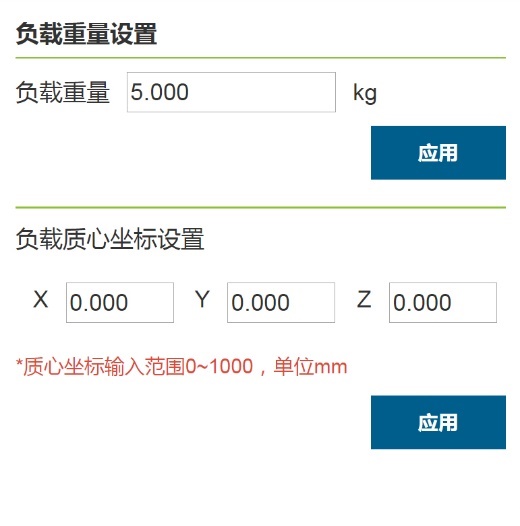 负载重量设置
负载重量 5.000 kg
应用
负载质心坐标设置
X 0.000 Y 0.000 Z 0.000
*质心坐标输入范围0~1000，单位mm
应用